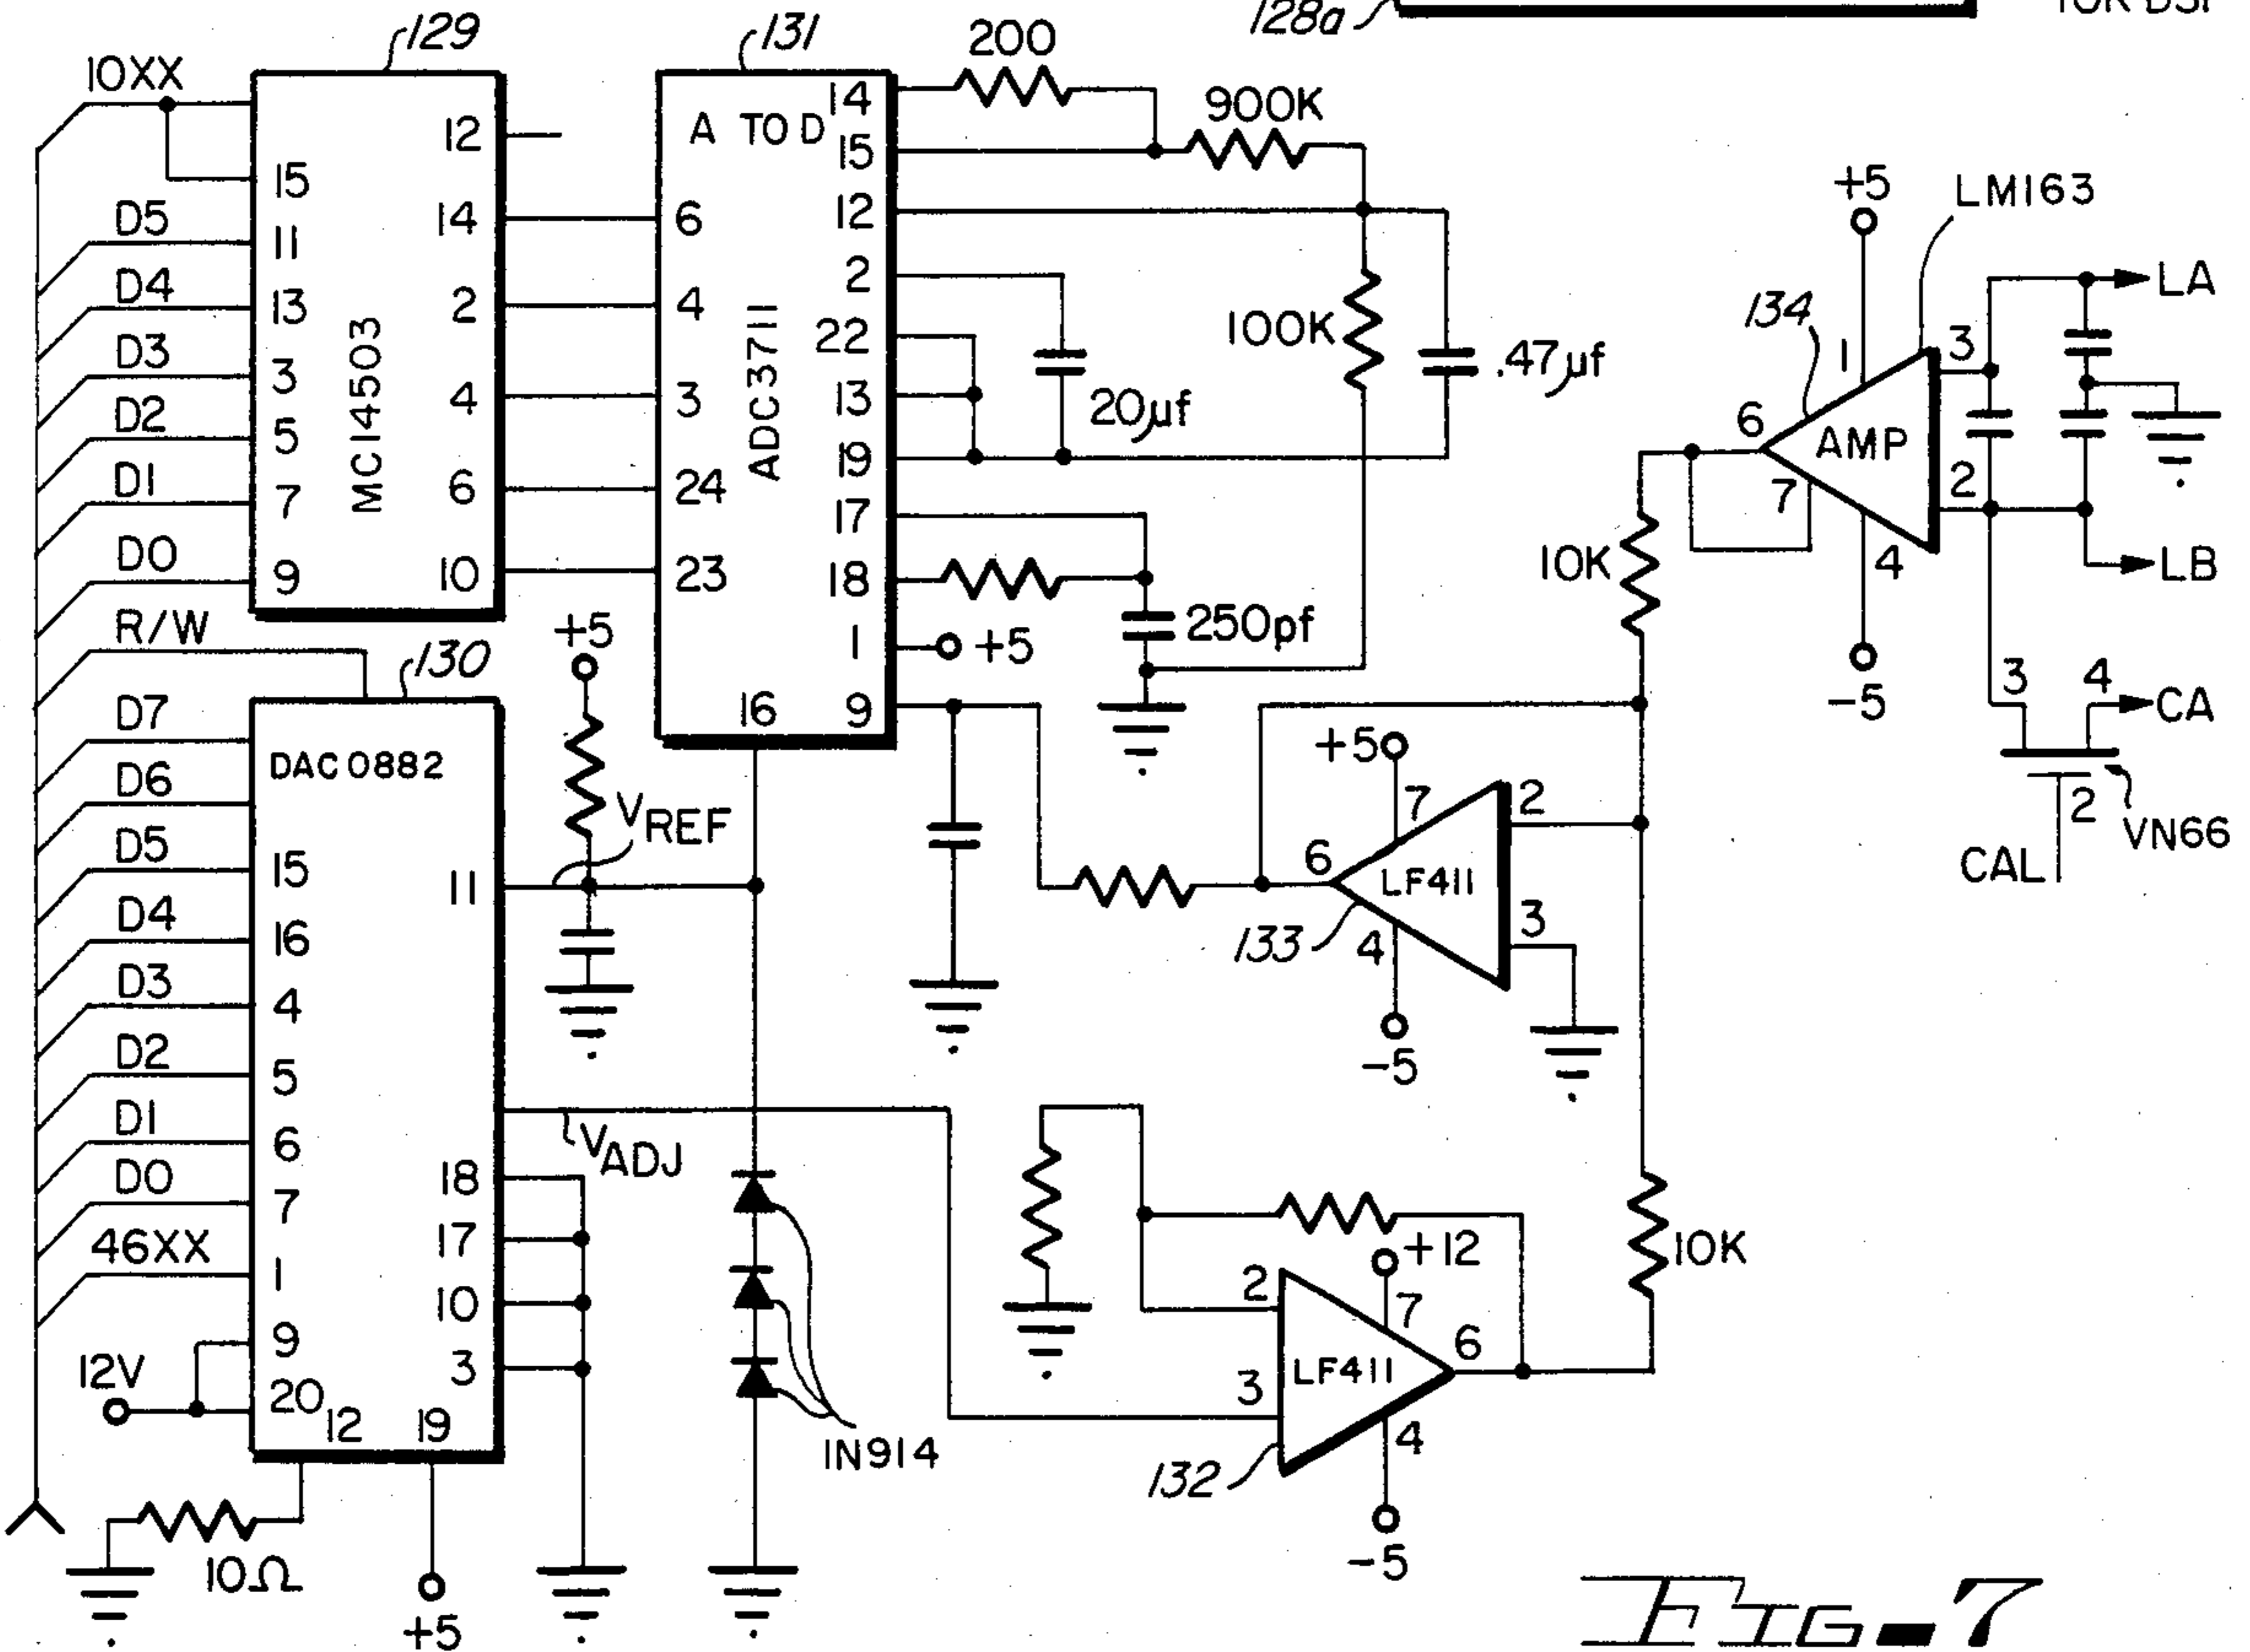 128a
129
10XX
12
15
14
D5
11
D4
13
2
D3
3
D2
5
4
D1
7
6
D0
9
10
MC14503
R/W
131
A TO D
ADC3711
6
4
3
24
23
16
14
15
12
2
22
13
19
17
18
1
9
200
900K
100K
.47µf
20µf
250pf
+5
+5
130
DAC0882
D7
D6
D5
15
D4
16
D3
4
D2
5
D1
6
D0
7
46XX
1
9
12V
20
12
19
11
18
17
10
3
VREF
VADJ
10Ω
+5
IN914
+5
LM163
134
1
3
LA
6
AMP
7
2
4
LB
-5
10K
3
4
CA
2
VN66
CAL
+5
7
2
6
LF411
3
133
4
-5
10K
+12
2
7
6
LF411
3
4
132
-5
FIG-7